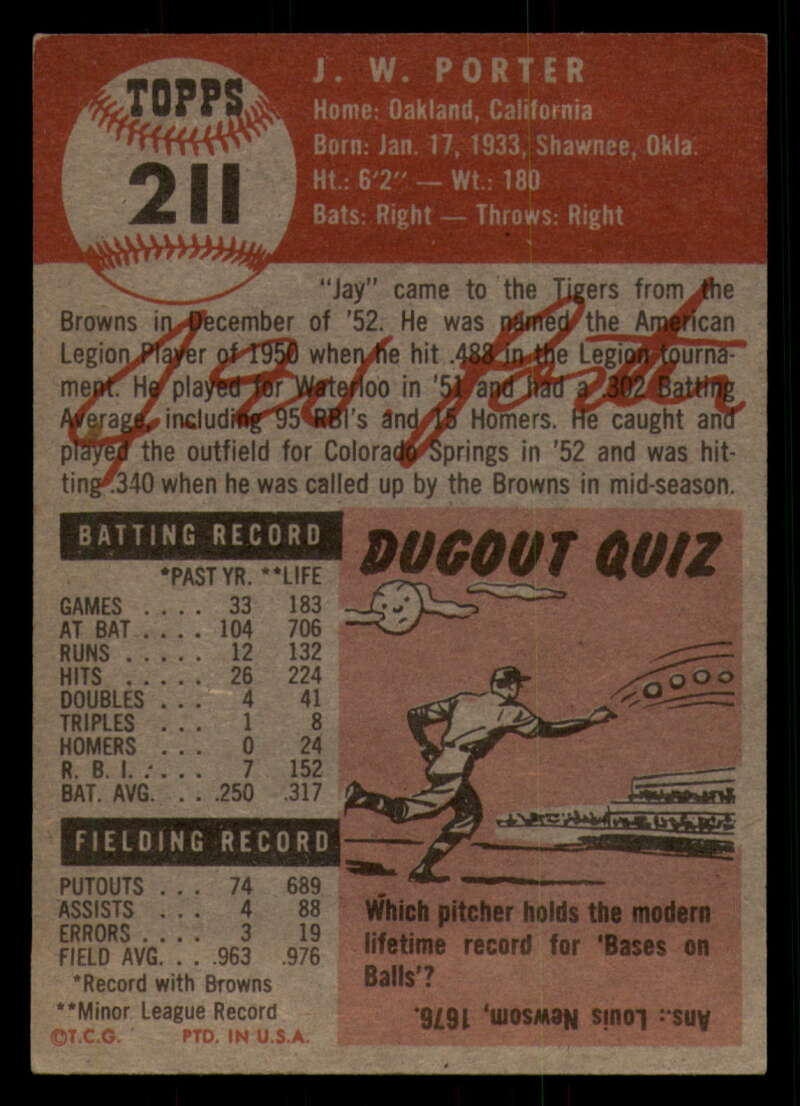 TOPPS
211
J. W. PORTER
Home: Oakland, California
Born: Jan. 17, 1933, Shawnee, Okla.
Ht.: 6'2" — Wt.: 180
Bats: Right — Throws: Right
"Jay" came to the Tigers from the
Browns in December of '52. He was named the American
Legion Player of 1950 when he hit .488 in the Legion tourna-
ment. He played for Waterloo in '51 and had a .302 Batting
Average, including 95 RBI's and 15 Homers. He caught and
played the outfield for Colorado Springs in '52 and was hit-
ting .340 when he was called up by the Browns in mid-season.
J. W. Porter
BATTING RECORD
*PAST YR. **LIFE
GAMES . . . . 33 183
AT BAT . . . . 104 706
RUNS . . . . . 12 132
HITS . . . . . 26 224
DOUBLES . . . 4 41
TRIPLES . . . 1 8
HOMERS . . . 0 24
R. B. I. . . . . 7 152
BAT. AVG. . . .250 .317
FIELDING RECORD
PUTOUTS . . . 74 689
ASSISTS . . . 4 88
ERRORS . . . . 3 19
FIELD AVG. . . .963 .976
*Record with Browns
**Minor League Record
©T.C.G. PTD. IN U.S.A.
DUGOUT QUIZ
Which pitcher holds the modern
lifetime record for 'Bases on
Balls'?
Ans.: Louis Newsom, 1676.